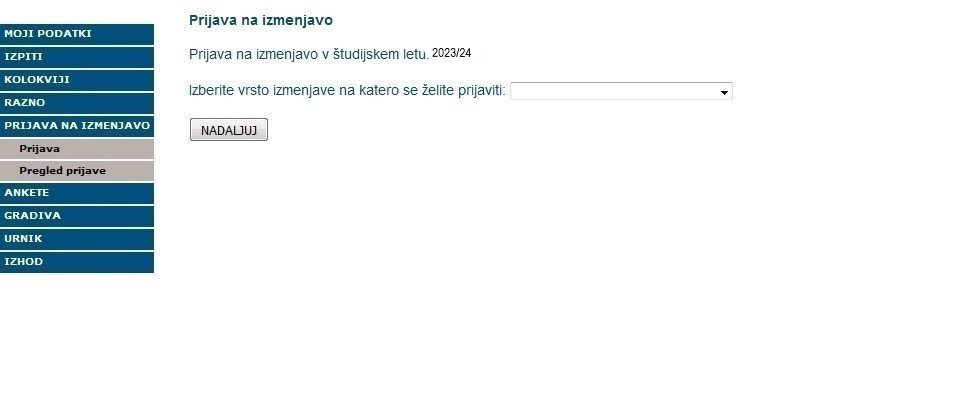 MOJI PODATKI
IZPITI
KOLOKVIJI
RAZNO
PRIJAVA NA IZMENJAVO
Prijava
Pregled prijave
ANKETE
GRADIVA
URNIK
IZHOD
Prijava na izmenjavo
Prijava na izmenjavo v študijskem letu. 2023/24
Izberite vrsto izmenjave na katero se želite prijaviti:
NADALJUJ